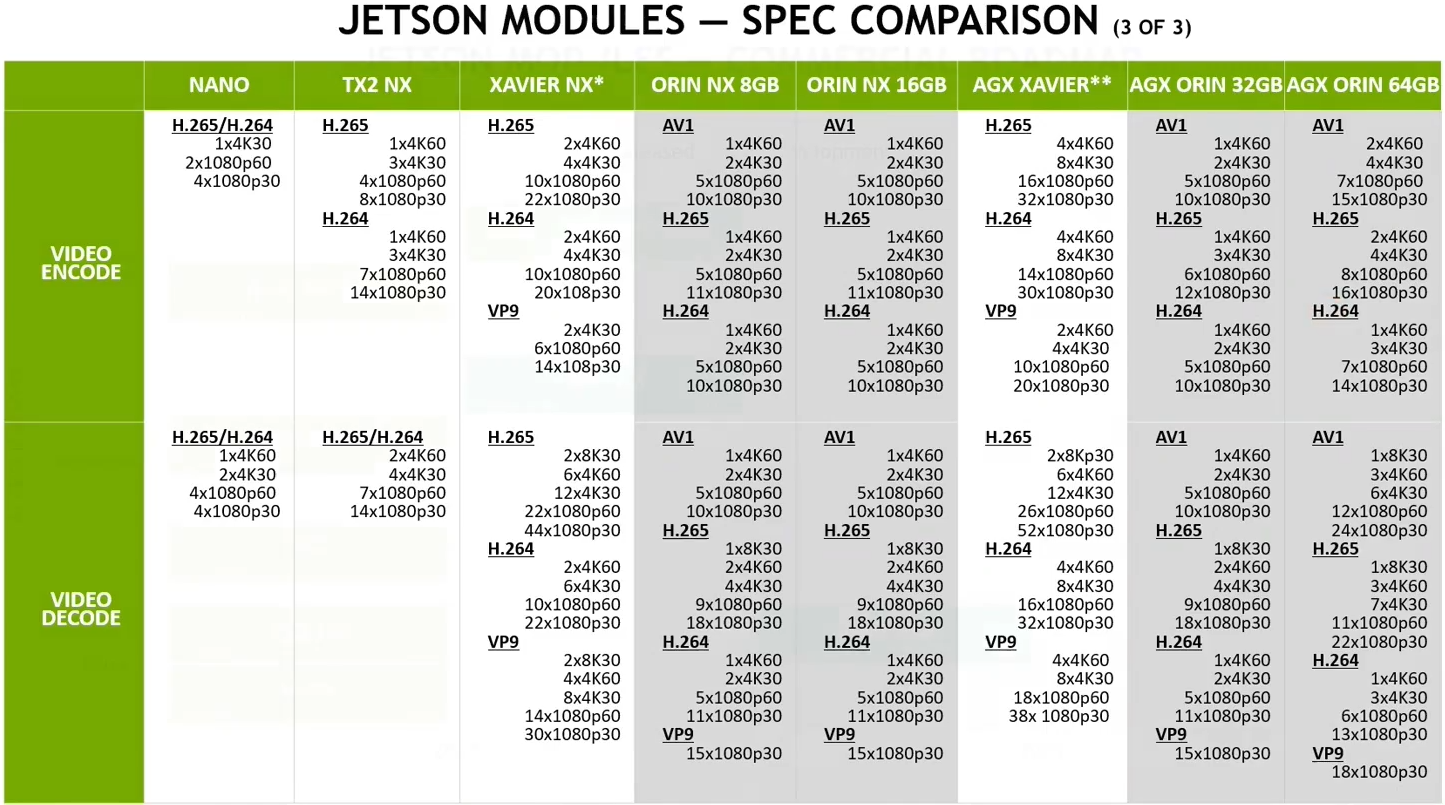 JETSON MODULES — SPEC COMPARISON (3 OF 3)
NANO
TX2 NX
XAVIER NX*
ORIN NX 8GB
ORIN NX 16GB
AGX XAVIER**
AGX ORIN 32GB
AGX ORIN 64GB
VIDEO
ENCODE
H.265/H.264
1x4K30
2x1080p60
4x1080p30
H.265
1x4K60
3x4K30
4x1080p60
8x1080p30
H.264
1x4K60
3x4K30
7x1080p60
14x1080p30
H.265
2x4K60
4x4K30
10x1080p60
22x1080p30
H.264
2x4K60
4x4K30
10x1080p60
20x108p30
VP9
2x4K30
6x1080p60
14x108p30
AV1
1x4K60
2x4K30
5x1080p60
10x1080p30
H.265
1x4K60
2x4K30
5x1080p60
11x1080p30
H.264
1x4K60
2x4K30
5x1080p60
10x1080p30
AV1
1x4K60
2x4K30
5x1080p60
10x1080p30
H.265
1x4K60
2x4K30
5x1080p60
11x1080p30
H.264
1x4K60
2x4K30
5x1080p60
10x1080p30
H.265
4x4K60
8x4K30
16x1080p60
32x1080p30
H.264
4x4K60
8x4K30
14x1080p60
30x1080p30
VP9
2x4K60
4x4K30
10x1080p60
20x1080p30
AV1
1x4K60
2x4K30
5x1080p60
10x1080p30
H.265
1x4K60
3x4K30
6x1080p60
12x1080p30
H.264
1x4K60
2x4K30
5x1080p60
10x1080p30
AV1
2x4K60
4x4K30
7x1080p60
15x1080p30
H.265
2x4K60
4x4K30
8x1080p60
16x1080p30
H.264
1x4K60
3x4K30
7x1080p60
14x1080p30
VIDEO
DECODE
H.265/H.264
1x4K60
2x4K30
4x1080p60
4x1080p30
H.265/H.264
2x4K60
4x4K30
7x1080p60
14x1080p30
H.265
2x8K30
6x4K60
12x4K30
22x1080p60
44x1080p30
H.264
2x4K60
6x4K30
10x1080p60
22x1080p30
VP9
2x8K30
4x4K60
8x4K30
14x1080p60
30x1080p30
AV1
1x4K60
2x4K30
5x1080p60
10x1080p30
H.265
1x8K30
2x4K60
4x4K30
9x1080p60
18x1080p30
H.264
1x4K60
2x4K30
5x1080p60
11x1080p30
VP9
15x1080p30
AV1
1x4K60
2x4K30
5x1080p60
10x1080p30
H.265
1x8K30
2x4K60
4x4K30
9x1080p60
18x1080p30
H.264
1x4K60
2x4K30
5x1080p60
11x1080p30
VP9
15x1080p30
H.265
2x8Kp30
6x4K60
12x4K30
26x1080p60
52x1080p30
H.264
4x4K60
8x4K30
16x1080p60
32x1080p30
VP9
4x4K60
8x4K30
18x1080p60
38x 1080p30
AV1
1x4K60
2x4K30
5x1080p60
10x1080p30
H.265
1x8K30
2x4K60
4x4K30
9x1080p60
18x1080p30
H.264
1x4K60
2x4K30
5x1080p60
11x1080p30
VP9
15x1080p30
AV1
1x8K30
3x4K60
6x4K30
12x1080p60
24x1080p30
H.265
1x8K30
3x4K60
7x4K30
11x1080p60
22x1080p30
H.264
1x4K60
3x4K30
6x1080p60
13x1080p30
VP9
18x1080p30